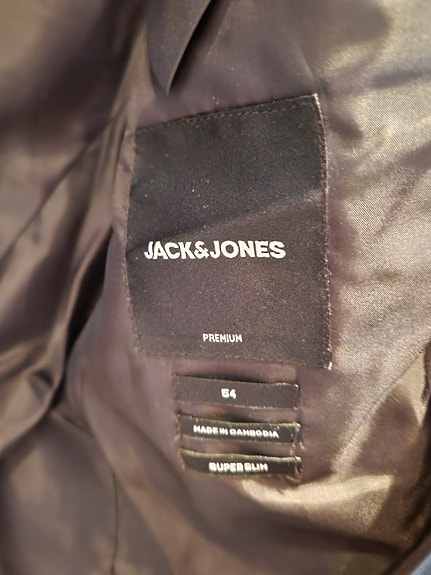 JACK&JONES
PREMIUM
54
MADE IN CAMBODIA
SUPER SLIM